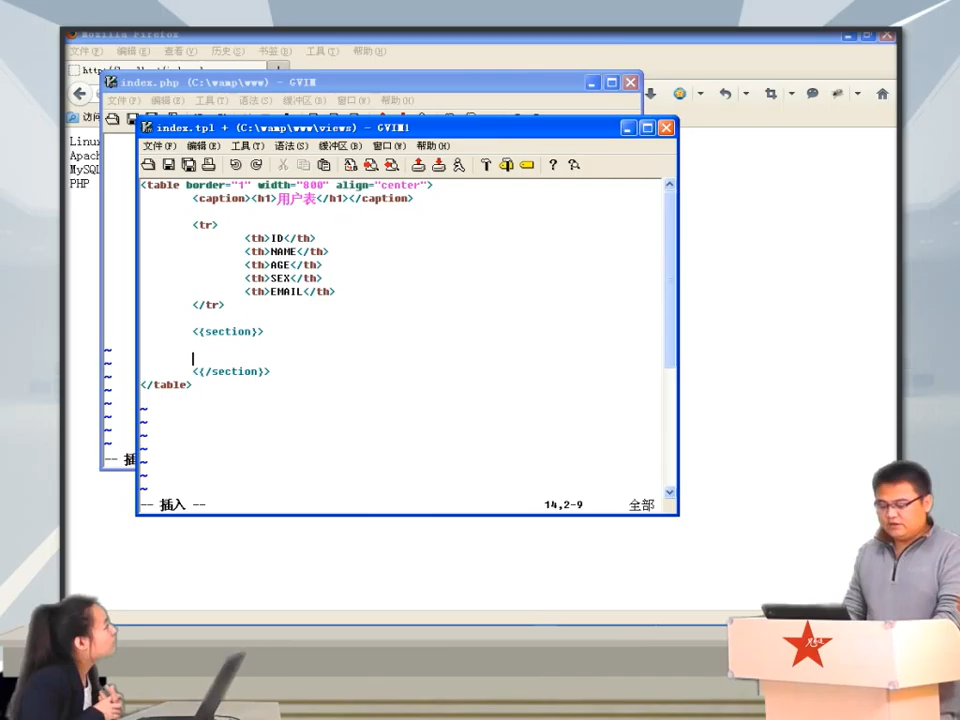 Mozilla Firefox
文件(F) 编辑(E) 查看(V) 历史(S) 书签(B) 工具(T) 帮助(H)
index.php (C:\wamp\www) - GVIM
文件(F) 编辑(E) 工具(T) 语法(S) 缓冲区(B) 窗口(W) 帮助(H)
访问
Linux
Apach
MySQL
PHP
index.tpl + (C:\wamp\www\views) - GVIM1
文件(F) 编辑(E) 工具(T) 语法(S) 缓冲区(B) 窗口(W) 帮助(H)
<table border="1" width="800" align="center">
<caption><h1>用户表</h1></caption>
<tr>
<th>ID</th>
<th>NAME</th>
<th>AGE</th>
<th>SEX</th>
<th>EMAIL</th>
</tr>
<{section}>
<{/section}>
</table>
~
~
~
~
~
~
~
-- 插入 --
14,2-9
全部
-- 插